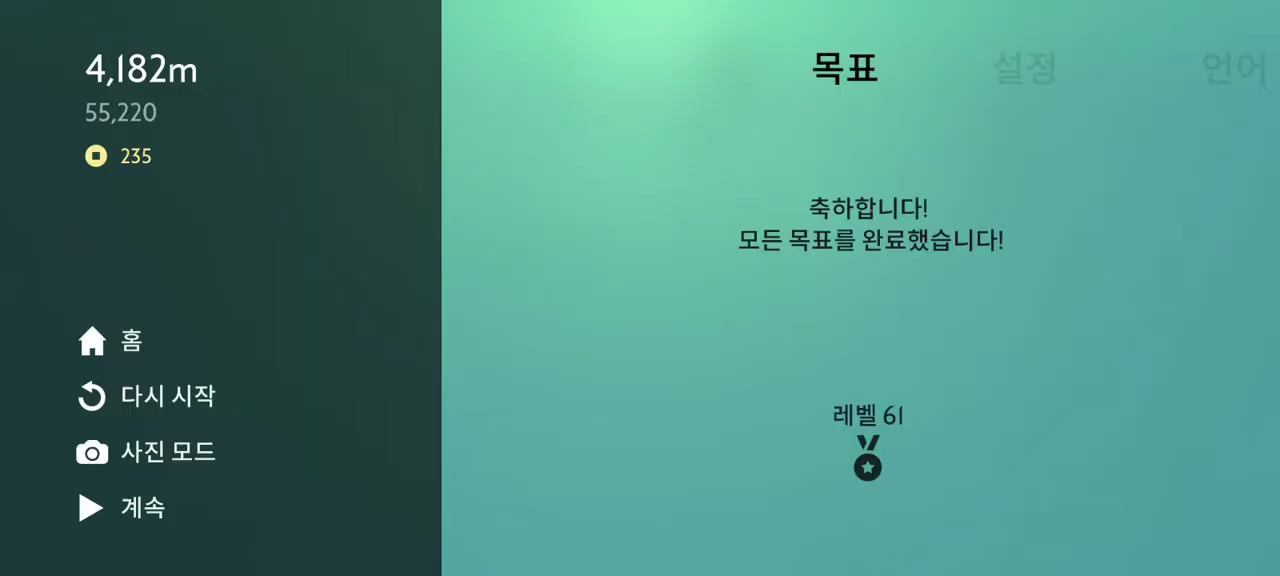 4,182m
55,220
235
홈
다시 시작
사진 모드
계속
목표
설정
언어
축하합니다!
모든 목표를 완료했습니다!
레벨 61